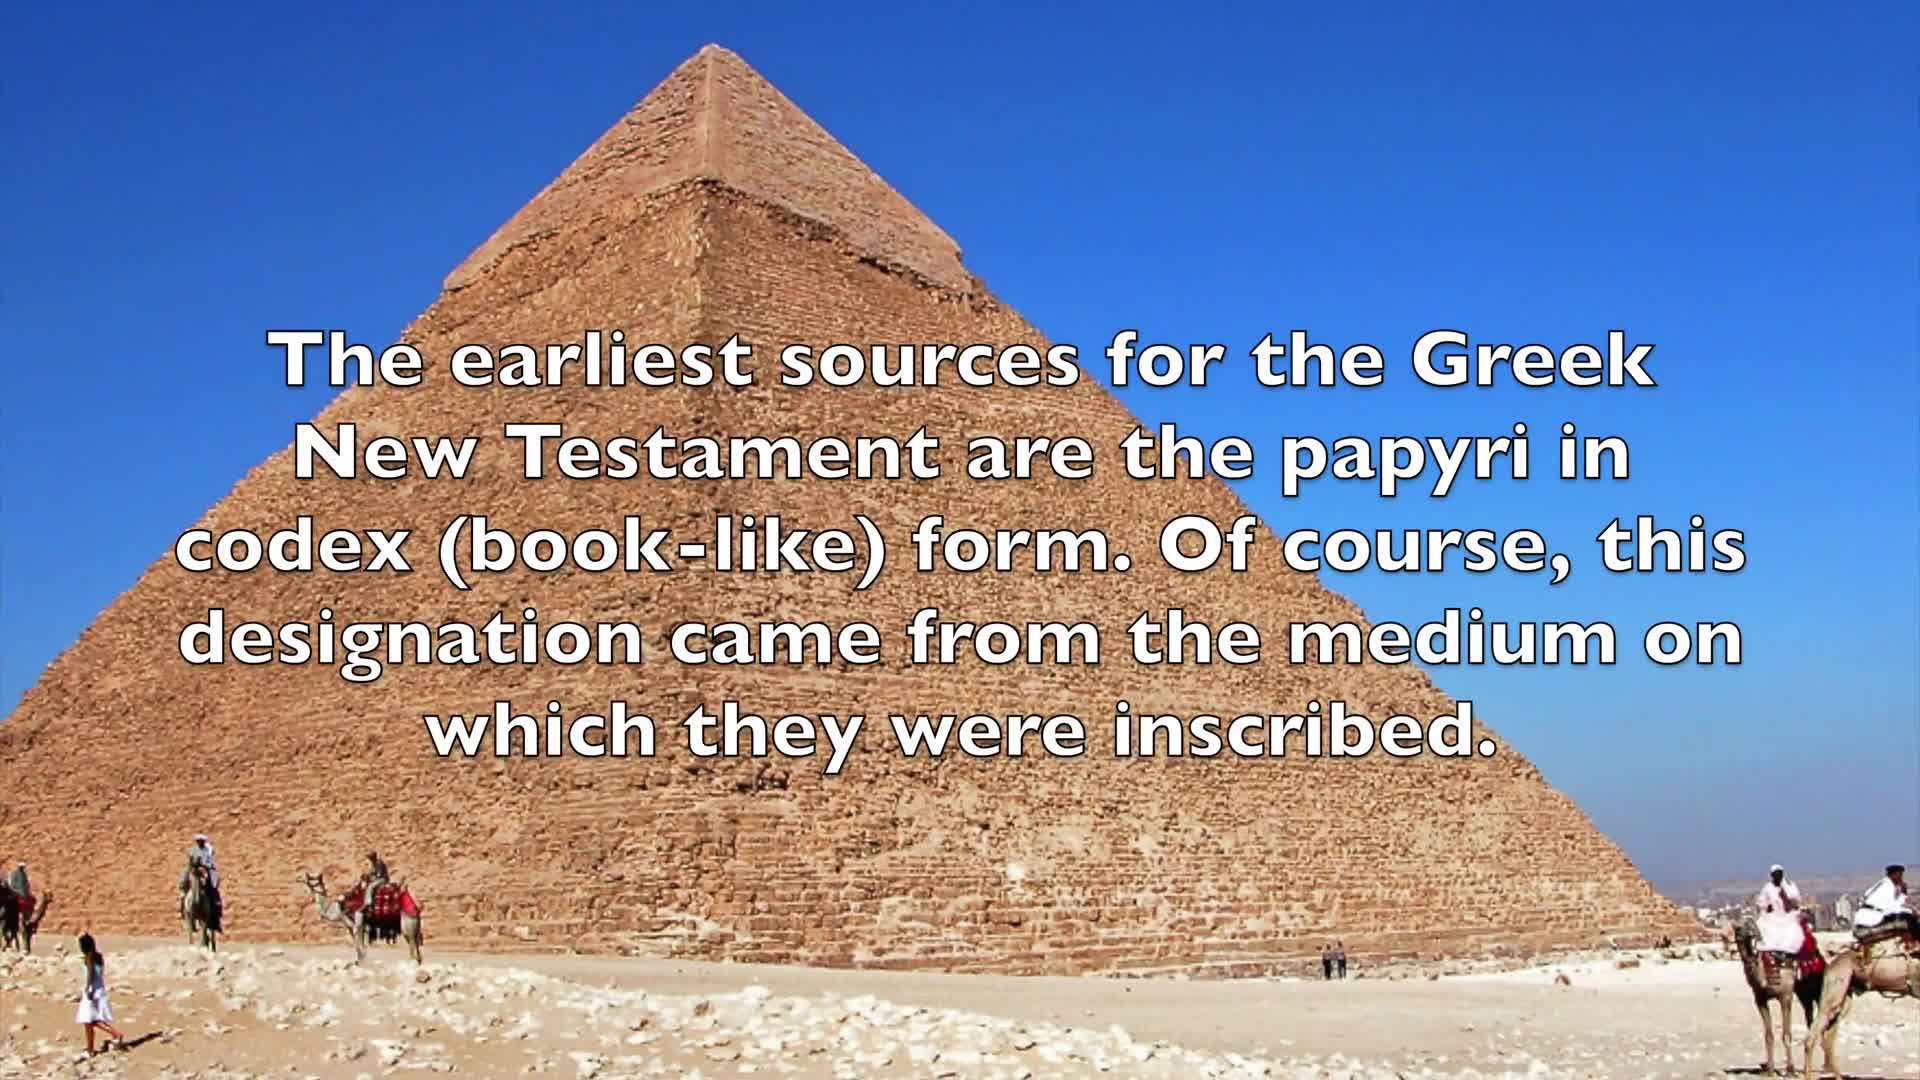 The earliest sources for the Greek
New Testament are the papyri in
codex (book-like) form. Of course, this
designation came from the medium on
which they were inscribed.